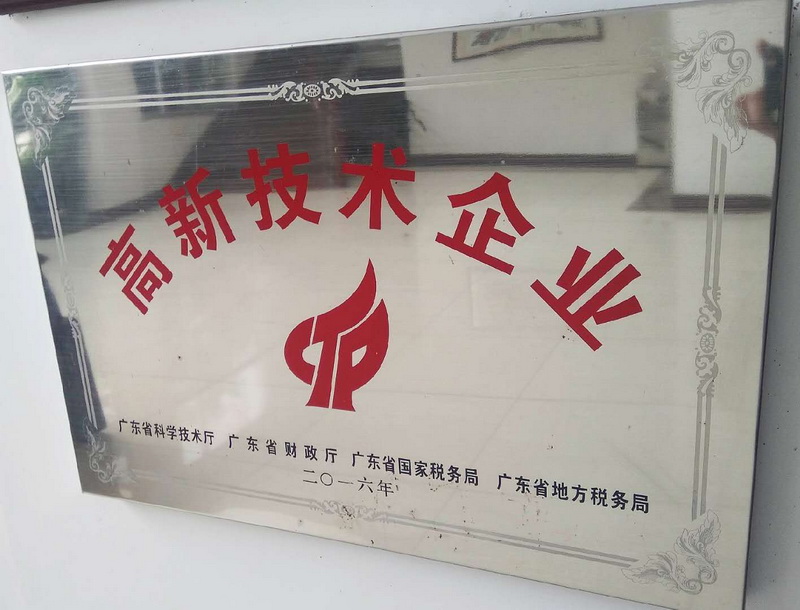 高新技术企业
广东省科学技术厅 广东省财政厅 广东省国家税务局 广东省地方税务局
二〇一六年